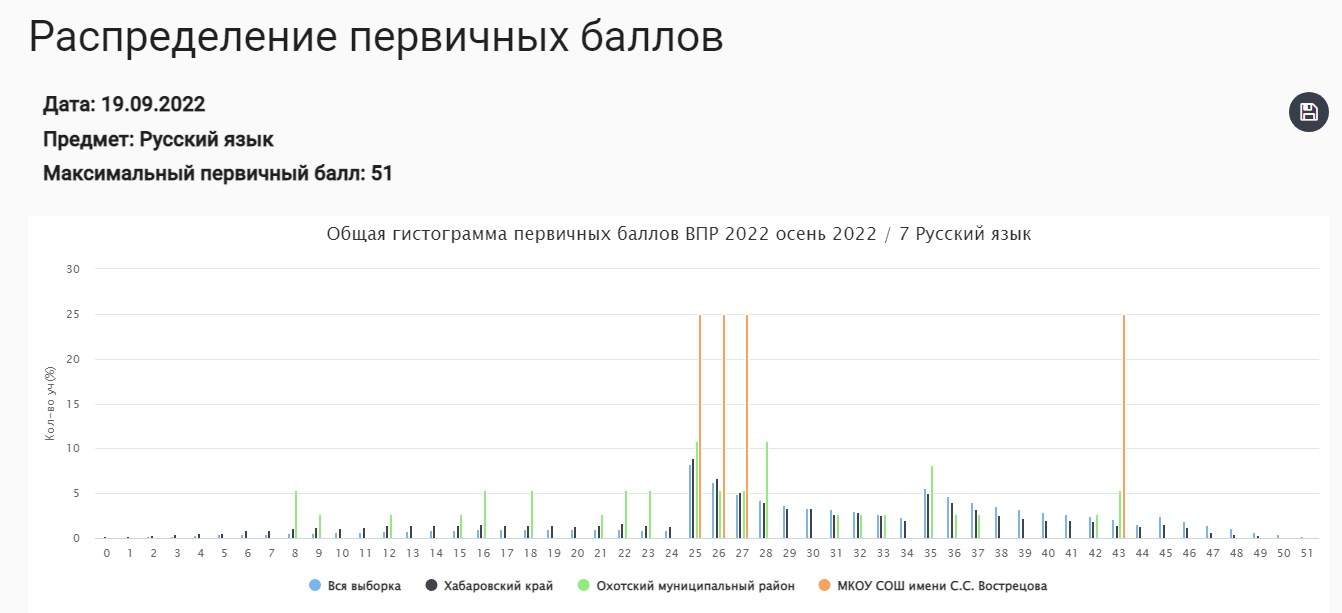 Распределение первичных баллов
Дата: 19.09.2022
Предмет: Русский язык
Максимальный первичный балл: 51
Общая гистограмма первичных баллов ВПР 2022 осень 2022 / 7 Русский язык
30
25
20
15
10
5
0
Кол-во уч(%)
0 1 2 3 4 5 6 7 8 9 10 11 12 13 14 15 16 17 18 19 20 21 22 23 24 25 26 27 28 29 30 31 32 33 34 35 36 37 38 39 40 41 42 43 44 45 46 47 48 49 50 51
Вся выборка Хабаровский край Охотский муниципальный район МКОУ СОШ имени С.С. Вострецова